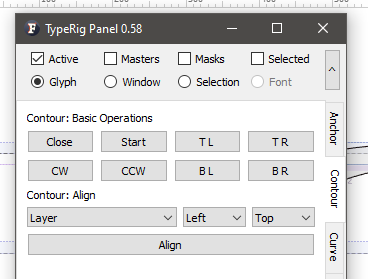 TypeRig Panel 0.58
Active Masters Masks Selected
Glyph Window Selection Font
Contour: Basic Operations
Close Start T L T R
CW CCW B L B R
Contour: Align
Layer Left Top
Align
Anchor
Contour
Curve